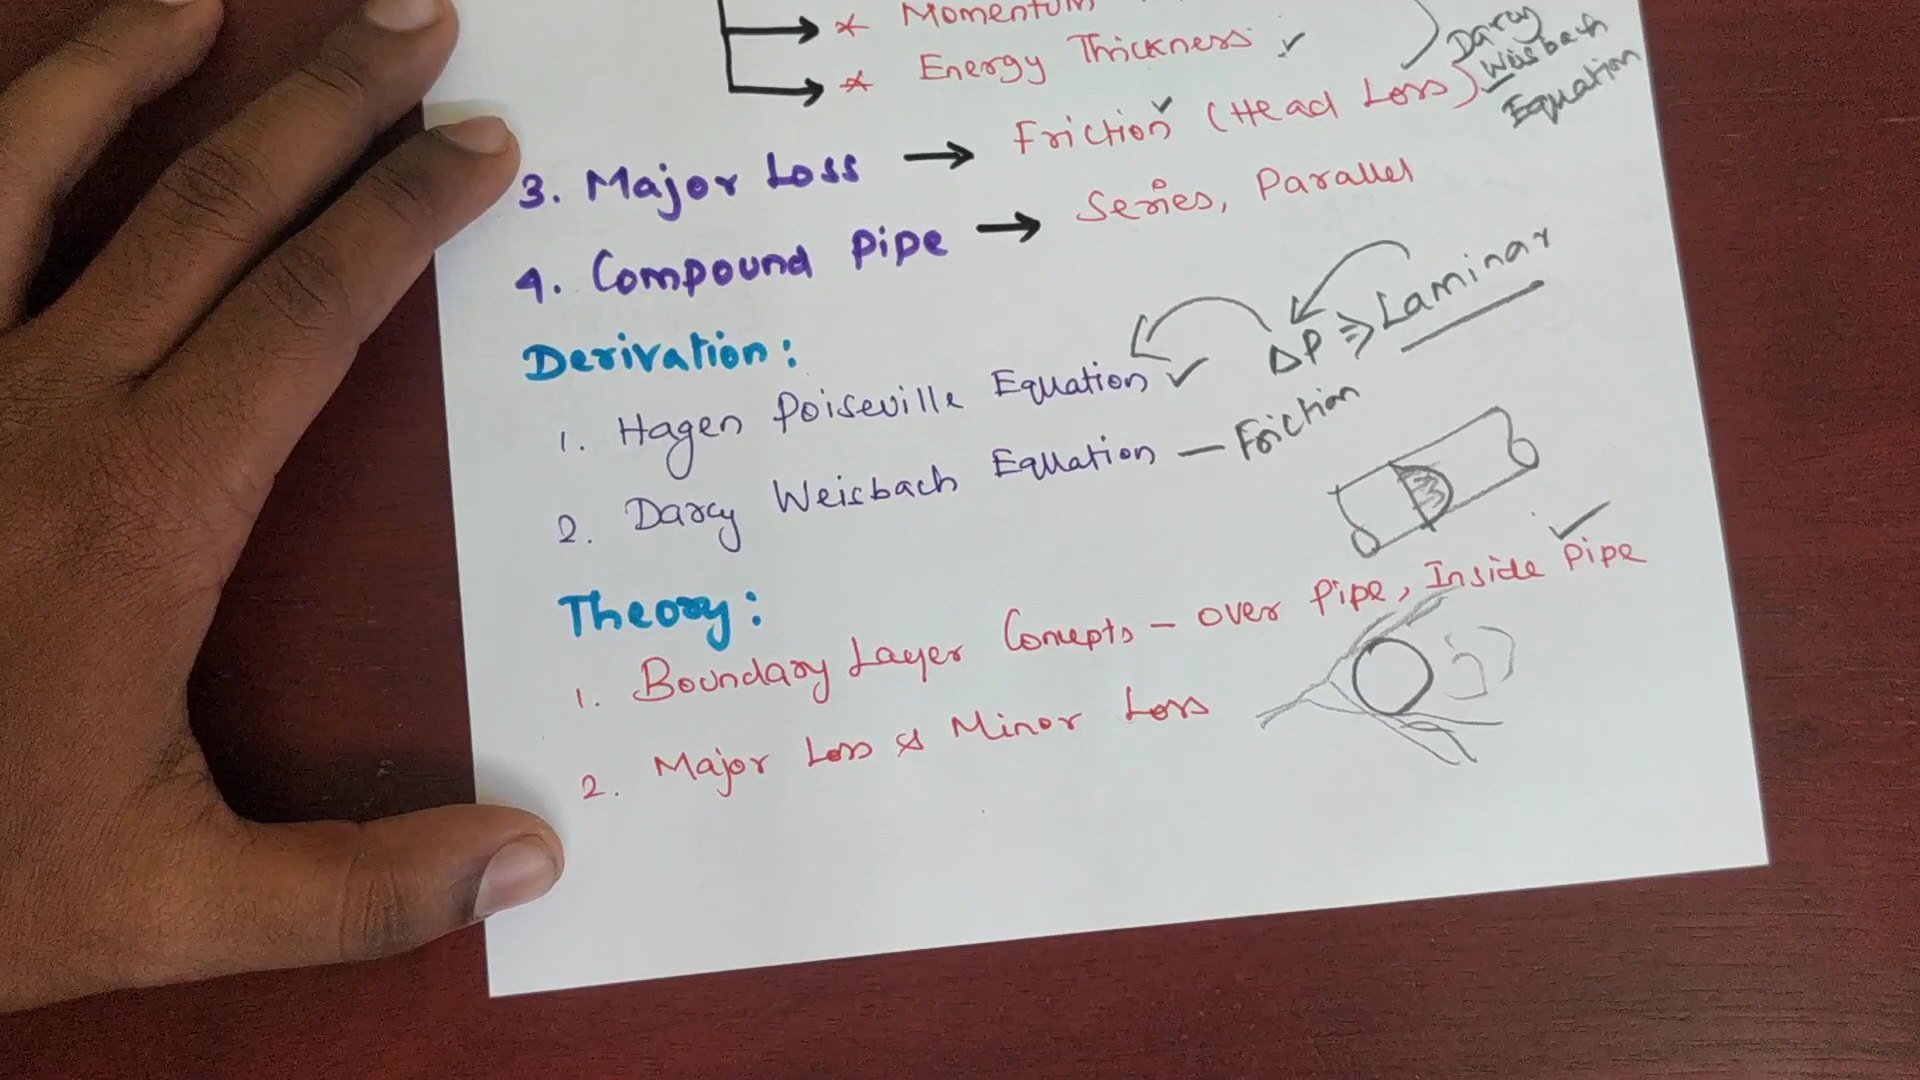 * Momentum
* Energy Thickness ✓
3. Major Loss → Friction ✓ (Head Loss) Darcy Weisbach Equation
4. Compound Pipe → Series, Parallel
Derivation:
1. Hagen Poiseville Equation ✓ ΔP ⇒ Laminar
2. Darcy Weisbach Equation — Friction
Theory:
1. Boundary Layer Concepts - over Pipe, Inside Pipe ✓
2. Major Loss & Minor Loss